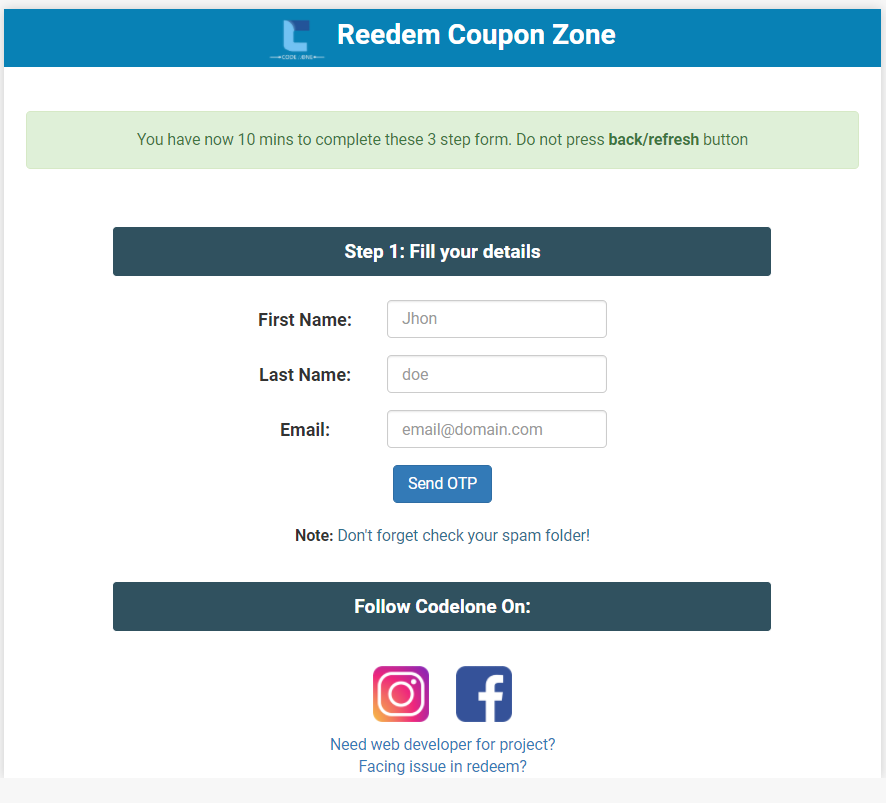 Reedem Coupon Zone
You have now 10 mins to complete these 3 step form. Do not press back/refresh button
Step 1: Fill your details
First Name: Jhon
Last Name: doe
Email: email@domain.com
Send OTP
Note: Don't forget check your spam folder!
Follow Codelone On:
Need web developer for project?
Facing issue in redeem?